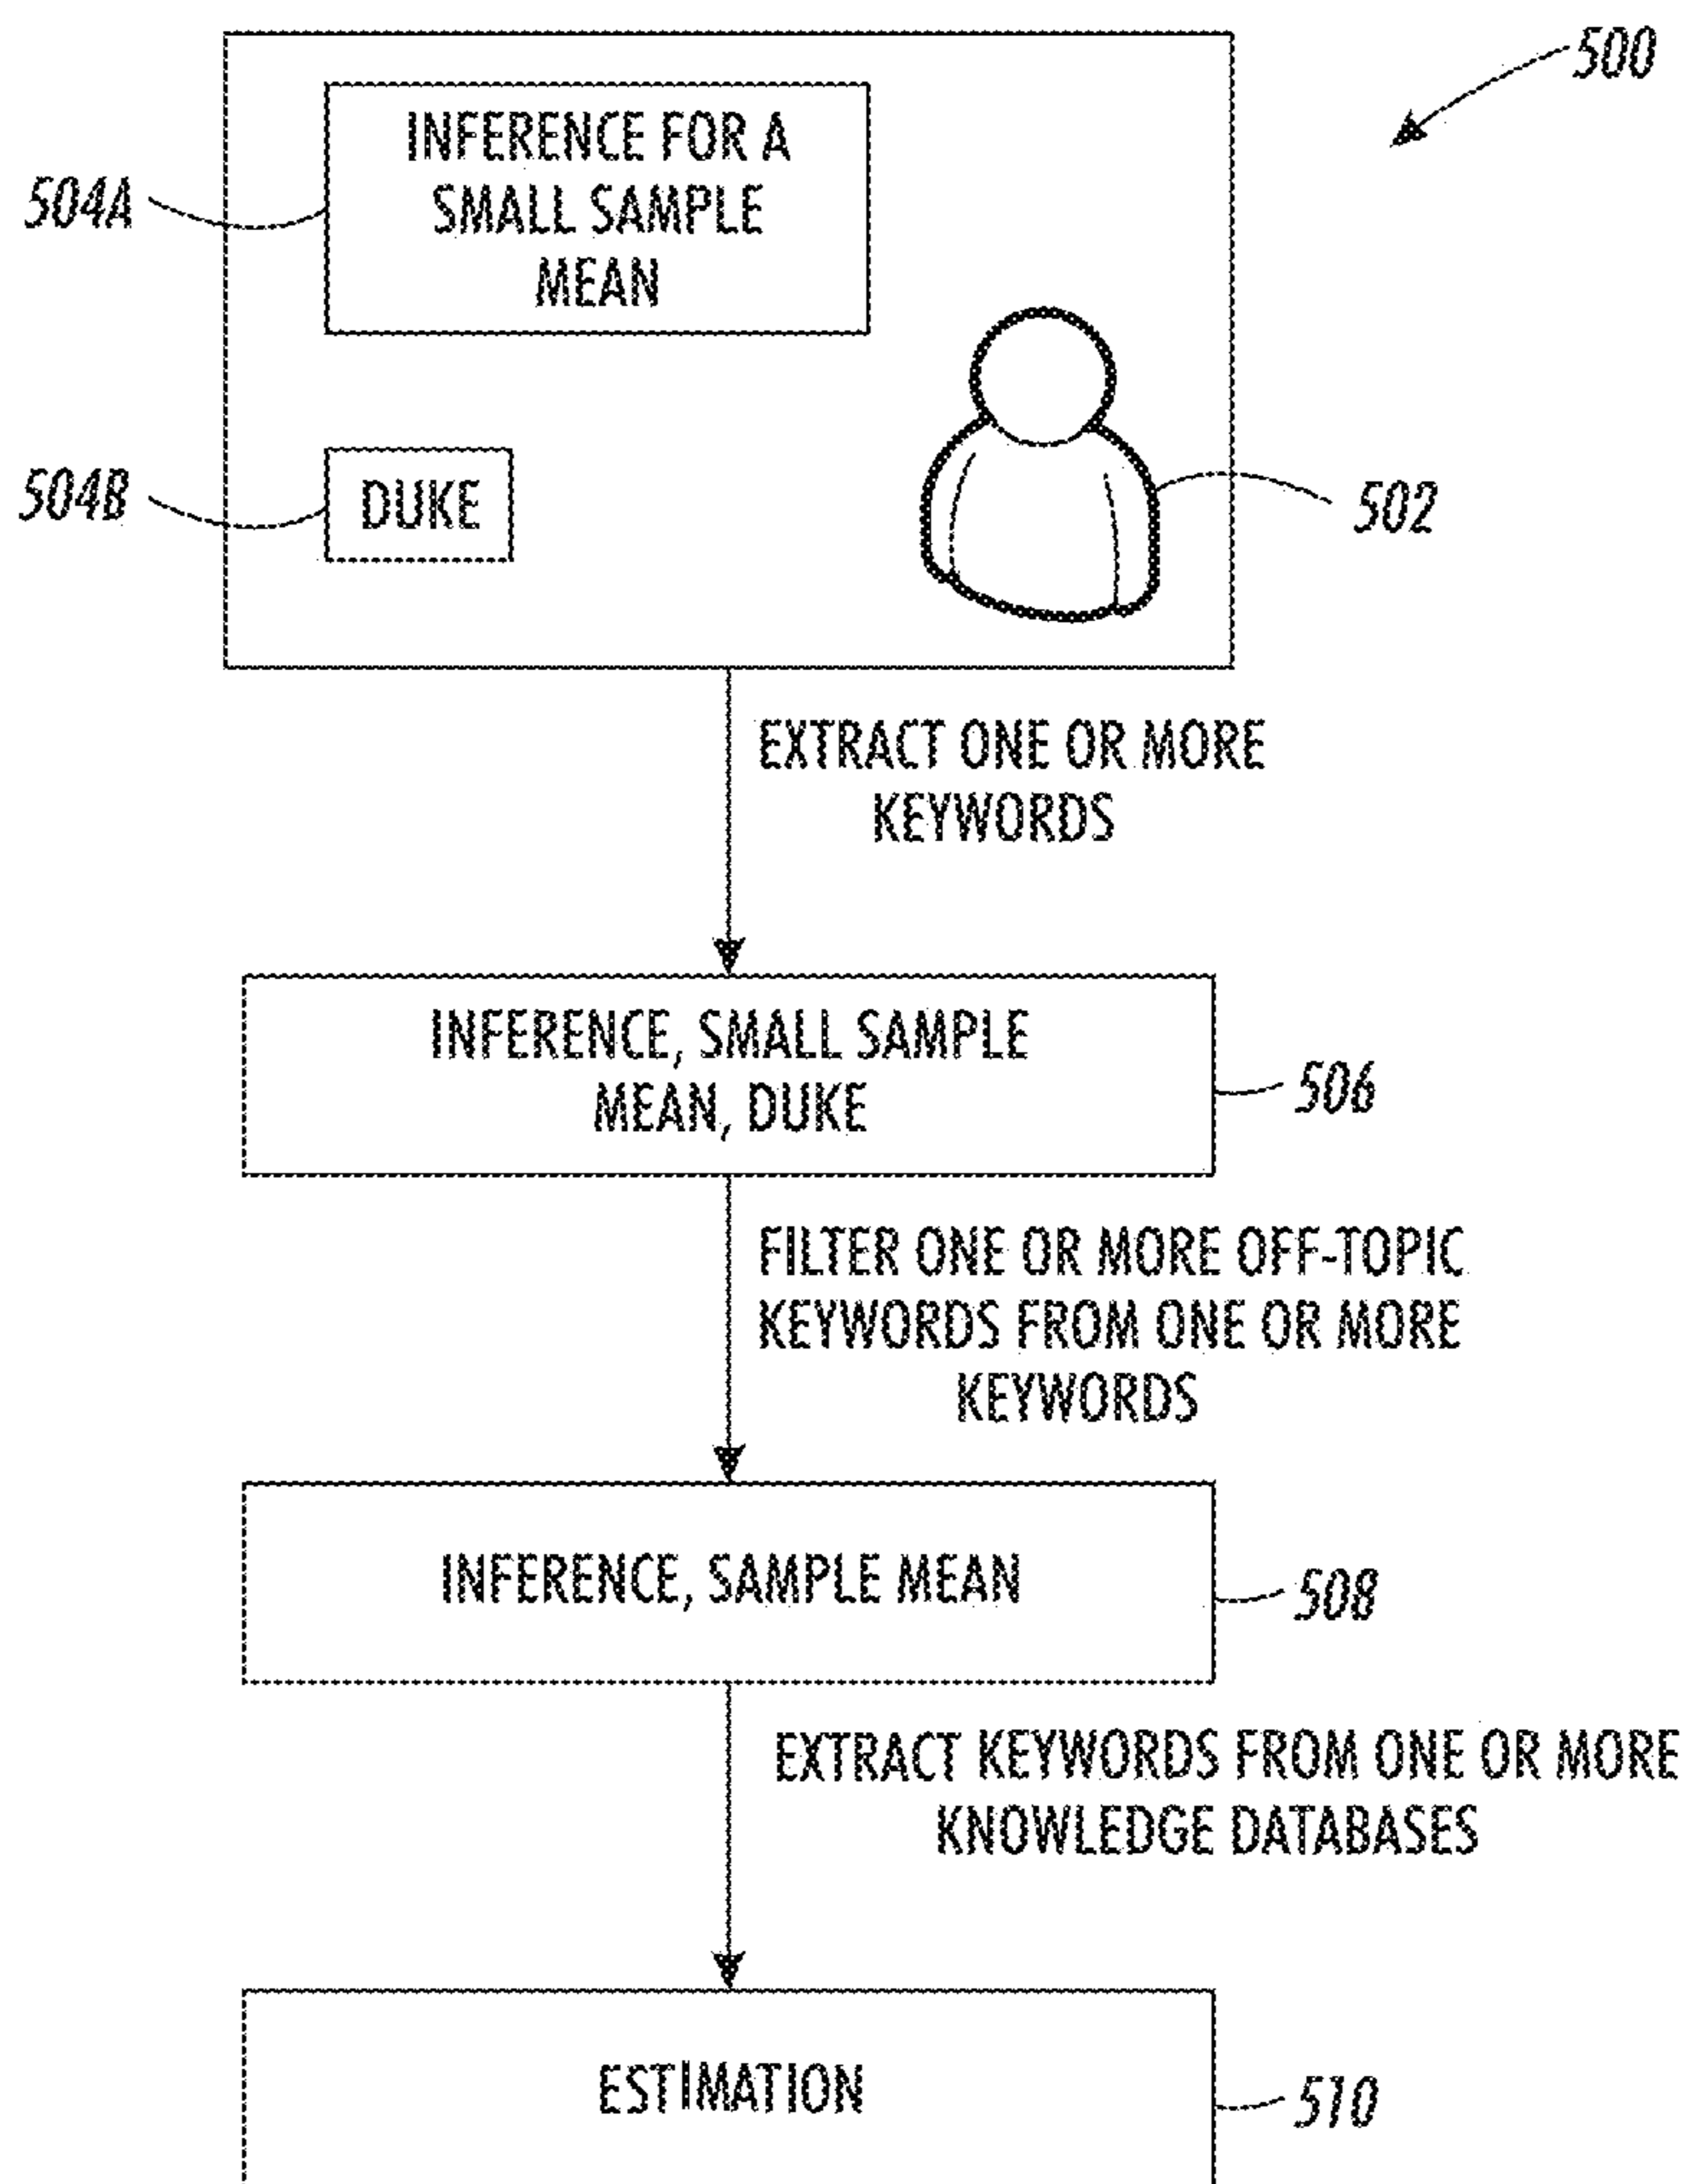 500
INFERENCE FOR A
SMALL SAMPLE
MEAN
504A
504B
DUKE
502
EXTRACT ONE OR MORE
KEYWORDS
INFERENCE, SMALL SAMPLE
MEAN, DUKE
506
FILTER ONE OR MORE OFF-TOPIC
KEYWORDS FROM ONE OR MORE
KEYWORDS
INFERENCE, SAMPLE MEAN
508
EXTRACT KEYWORDS FROM ONE OR MORE
KNOWLEDGE DATABASES
ESTIMATION
510